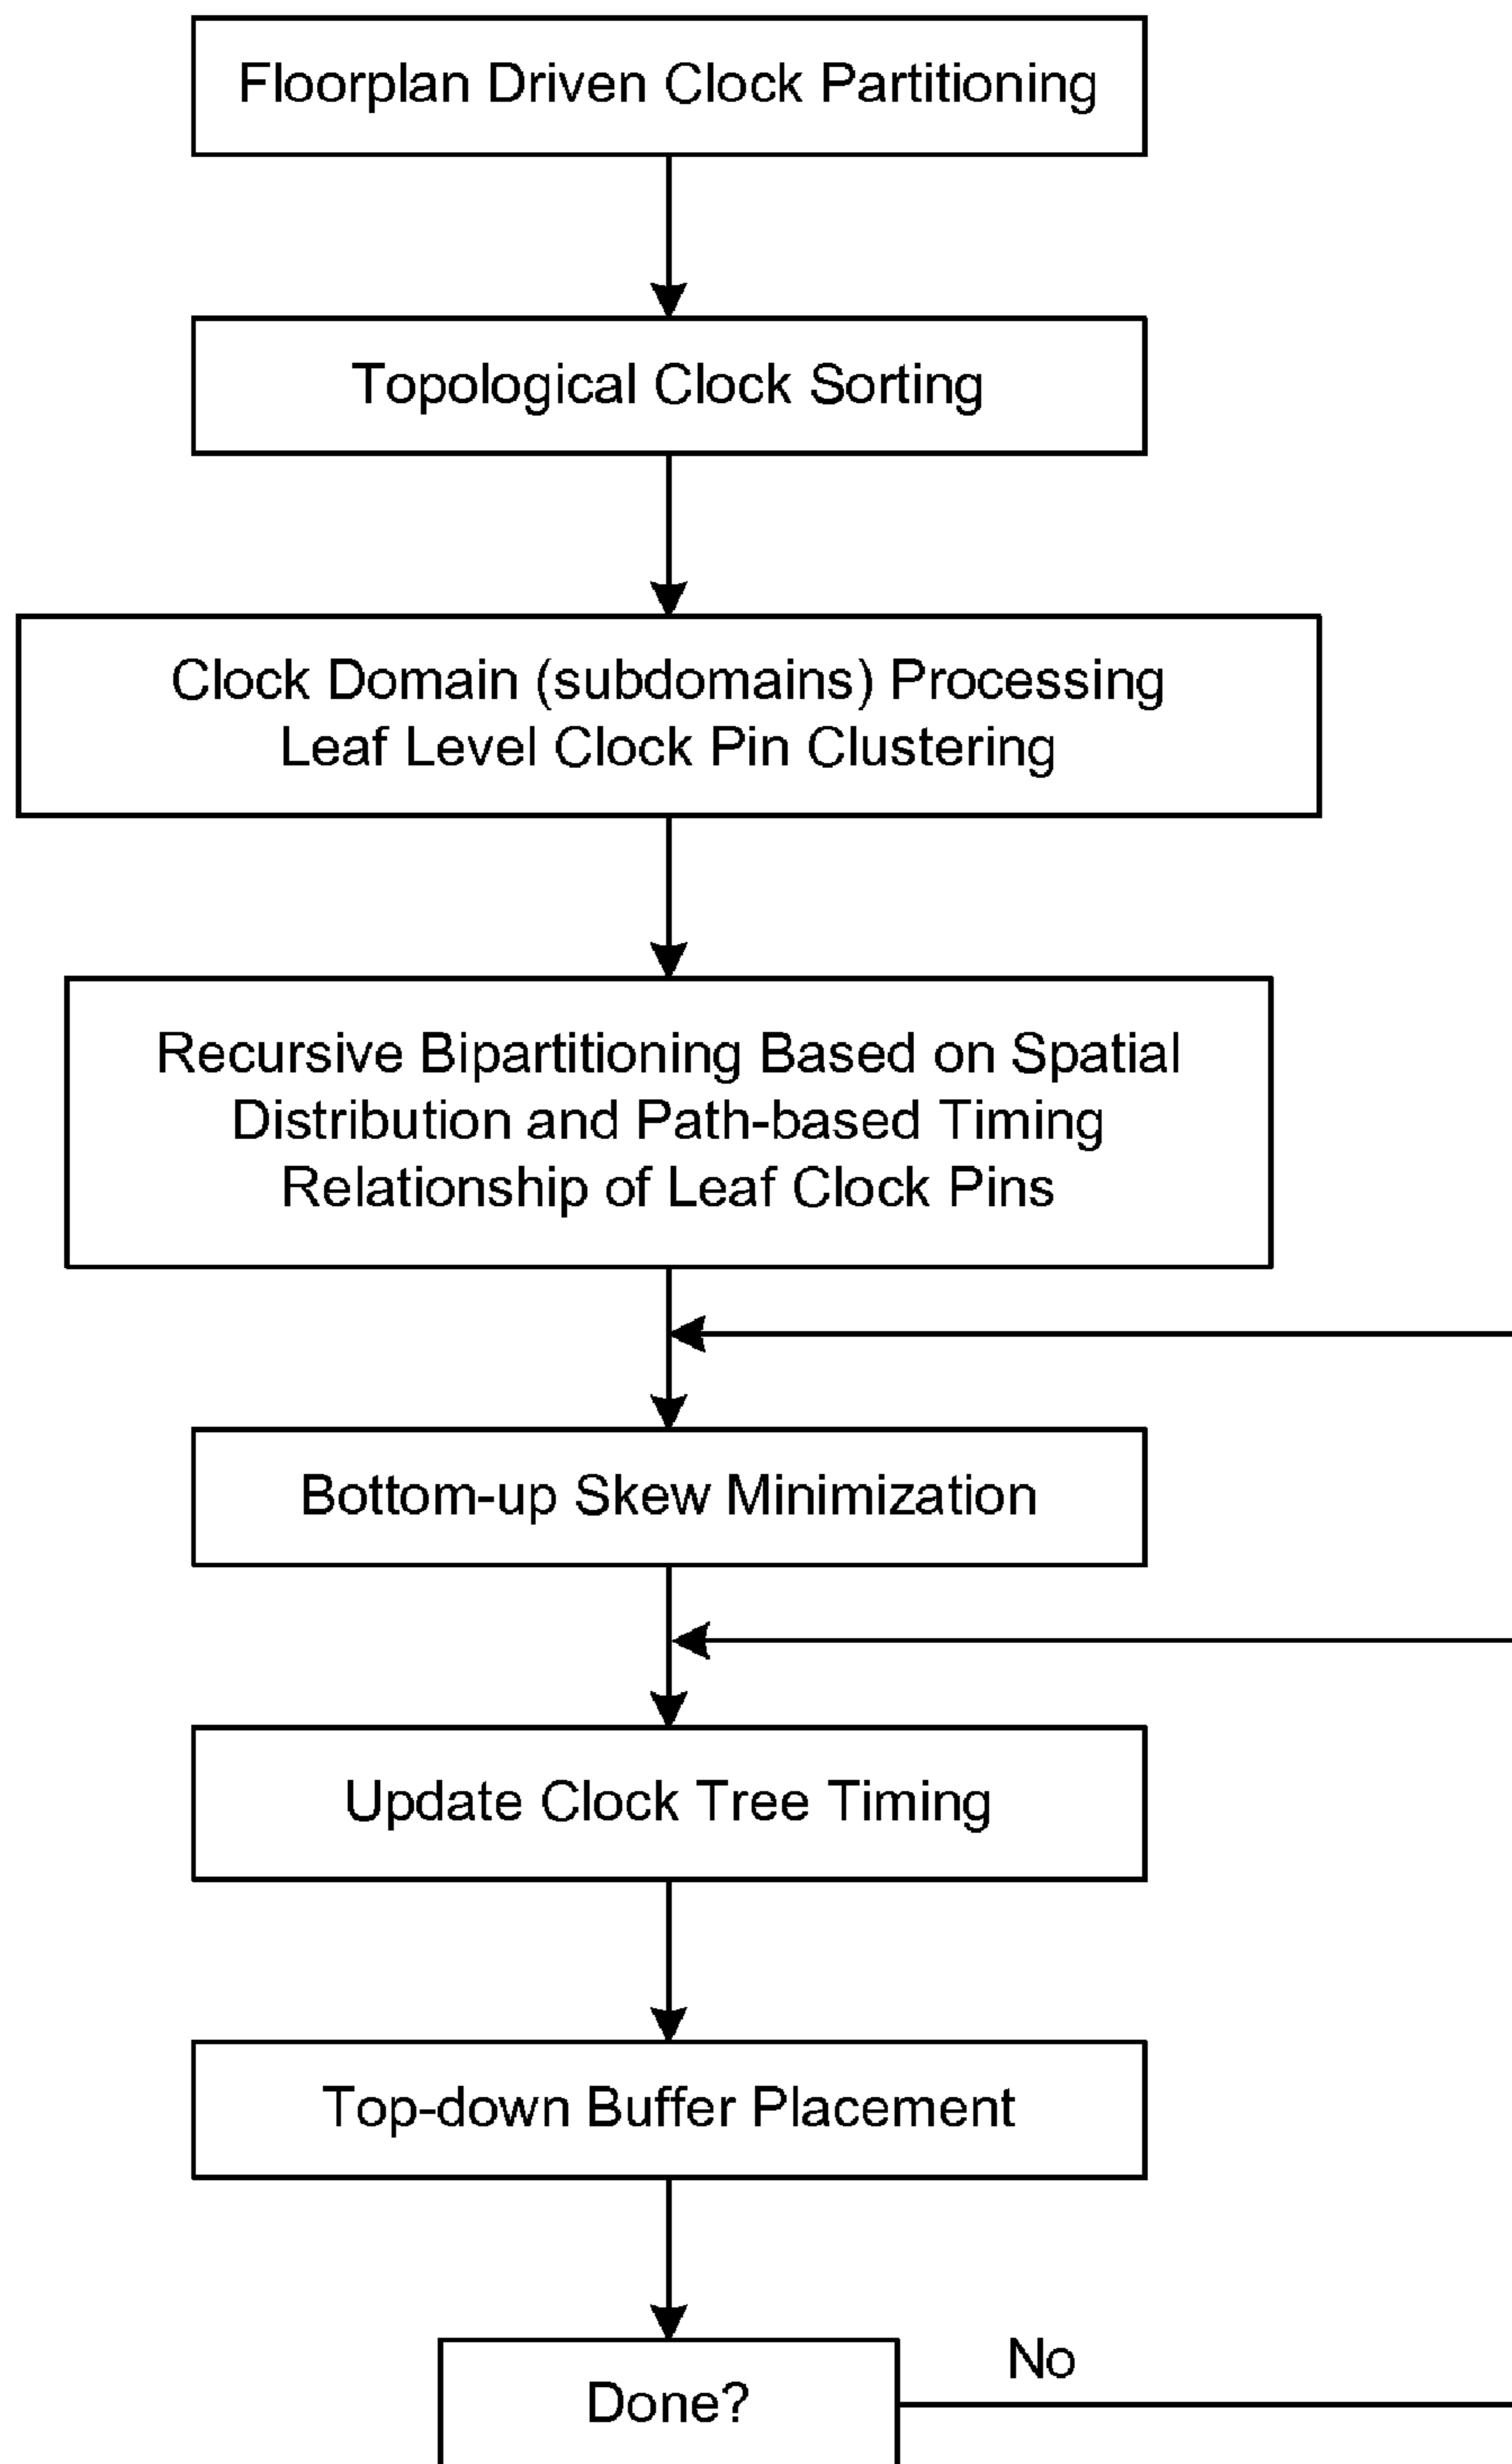 Floorplan Driven Clock Partitioning
Topological Clock Sorting
Clock Domain (subdomains) Processing
Leaf Level Clock Pin Clustering
Recursive Bipartitioning Based on Spatial
Distribution and Path-based Timing
Relationship of Leaf Clock Pins
Bottom-up Skew Minimization
Update Clock Tree Timing
Top-down Buffer Placement
No
Done?